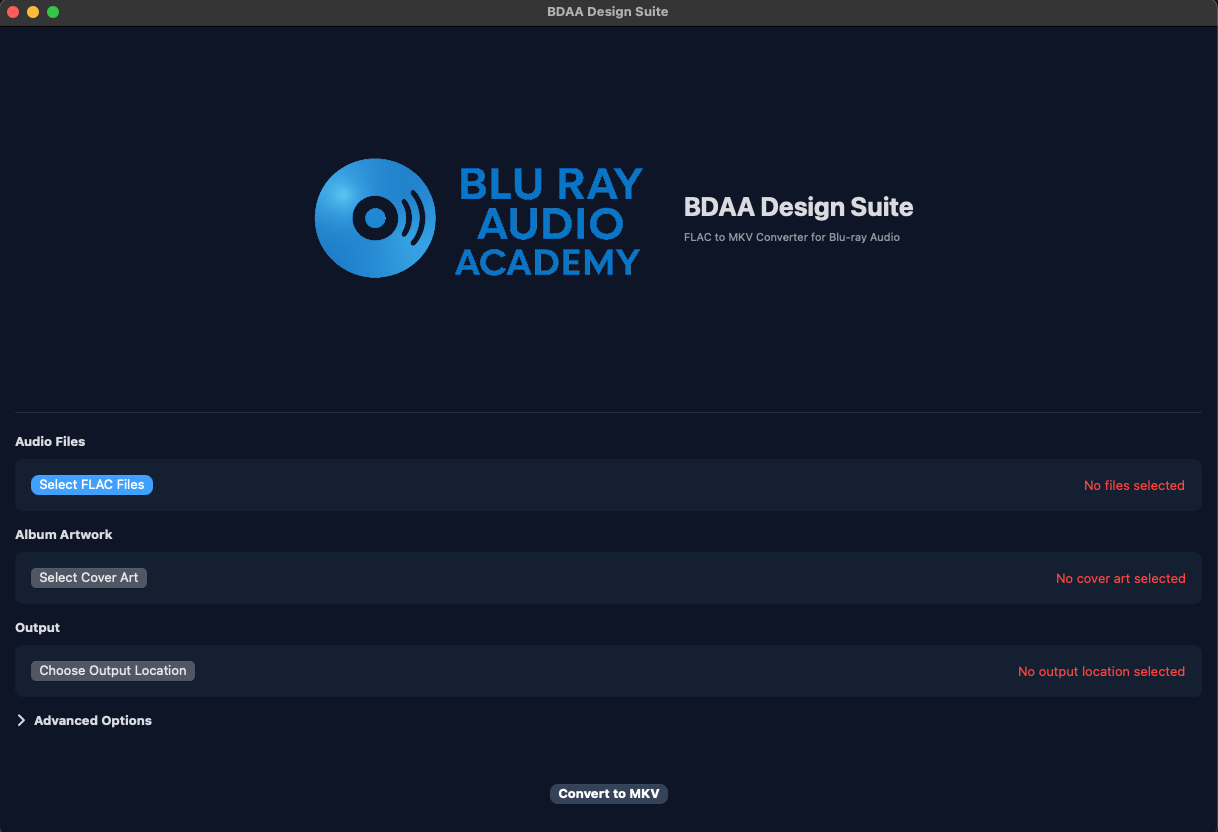 BDAA Design Suite
BLU RAY
AUDIO
ACADEMY
BDAA Design Suite
FLAC to MKV Converter for Blu-ray Audio
Audio Files
Select FLAC Files
No files selected
Album Artwork
Select Cover Art
No cover art selected
Output
Choose Output Location
No output location selected
Advanced Options
Convert to MKV